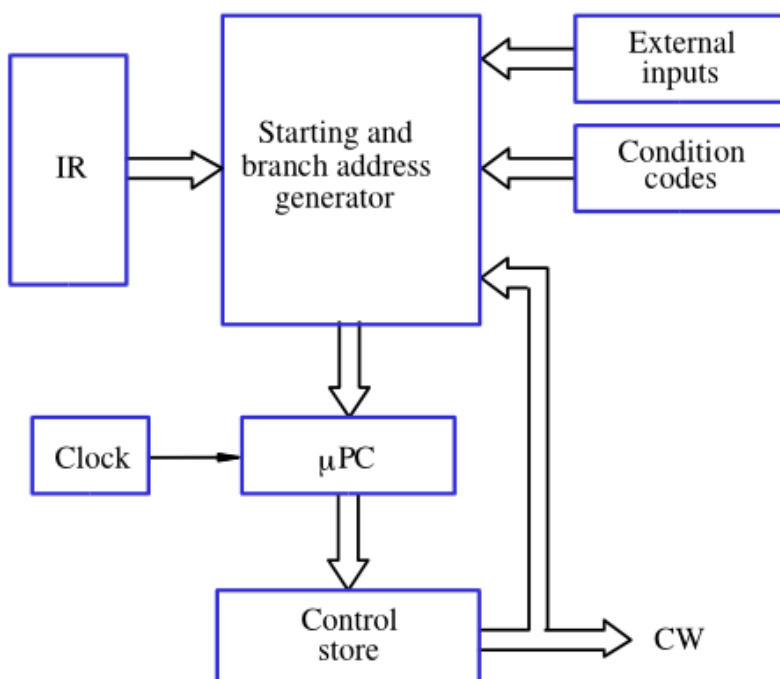 External
inputs
IR
Starting and
branch address
generator
Condition
codes
Clock
μPC
Control
store
CW